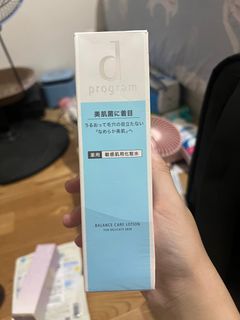 d
program
美肌菌に着目
うるおって毛穴の目立たない
「なめらか美肌」へ
薬用 敏感肌用化粧水
BALANCE CARE LOTION
FOR DELICATE SKIN